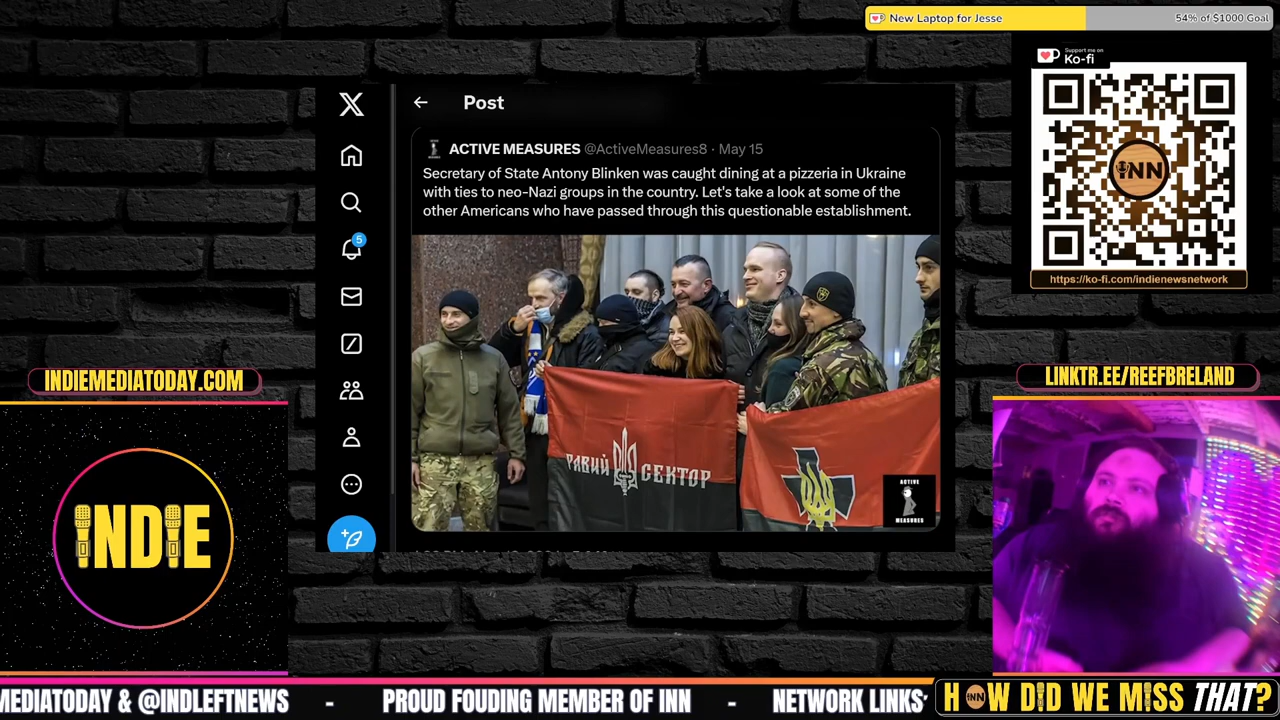 New Laptop for Jesse
54% of $1000 Goal
Support me on
Ko-fi
INN
https://ko-fi.com/indienewsnetwork
Post
ACTIVE MEASURES @ActiveMeasures8 · May 15
Secretary of State Antony Blinken was caught dining at a pizzeria in Ukraine
with ties to neo-Nazi groups in the country. Let's take a look at some of the
other Americans who have passed through this questionable establishment.
5
РАВИЙ СЕКТОР
ACTIVE
MEASURES
INDIEMEDIATODAY.COM
LINKTR.EE/REEFBRELAND
INDIE
MEDIATODAY & @INDLEFTNEWS - PROUD FOUDING MEMBER OF INN - NETWORK LINKS
HOW DID WE MISS THAT?